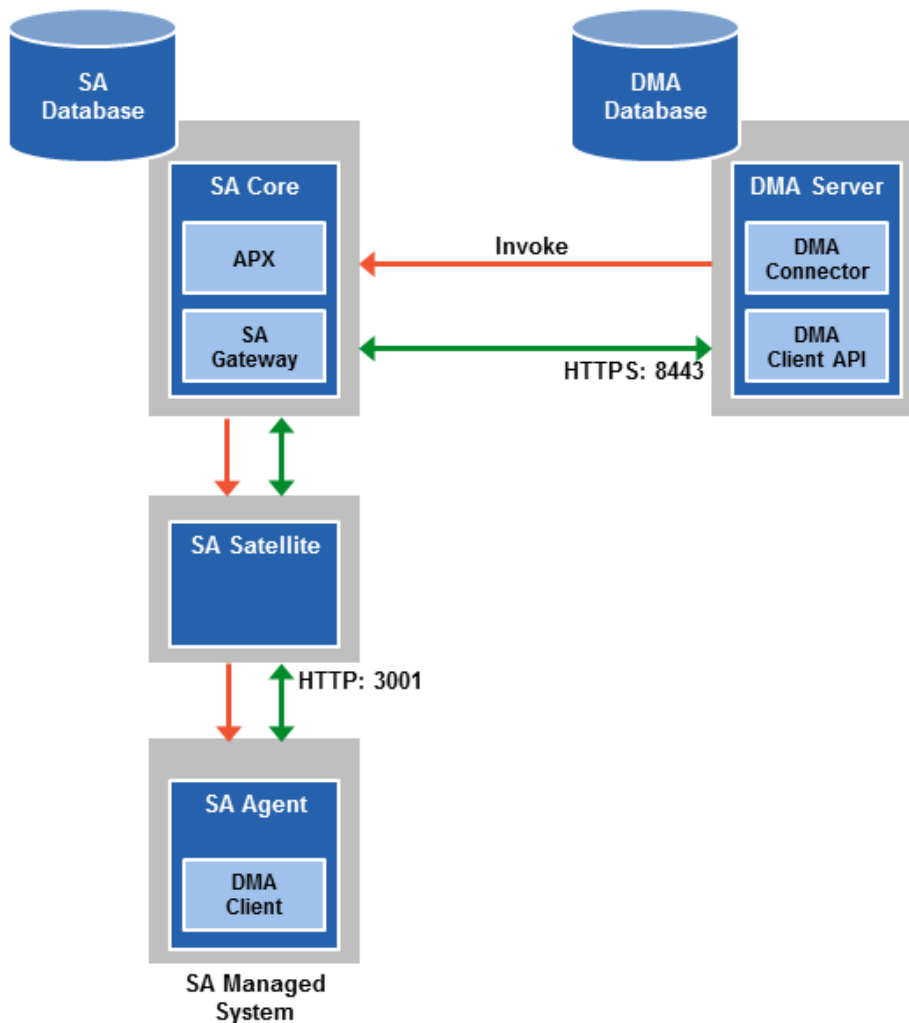 SA
Database
DMA
Database
SA Core
APX
SA
Gateway
Invoke
HTTPS: 8443
DMA Server
DMA
Connector
DMA
Client API
SA Satellite
HTTP: 3001
SA Agent
DMA
Client
SA Managed
System